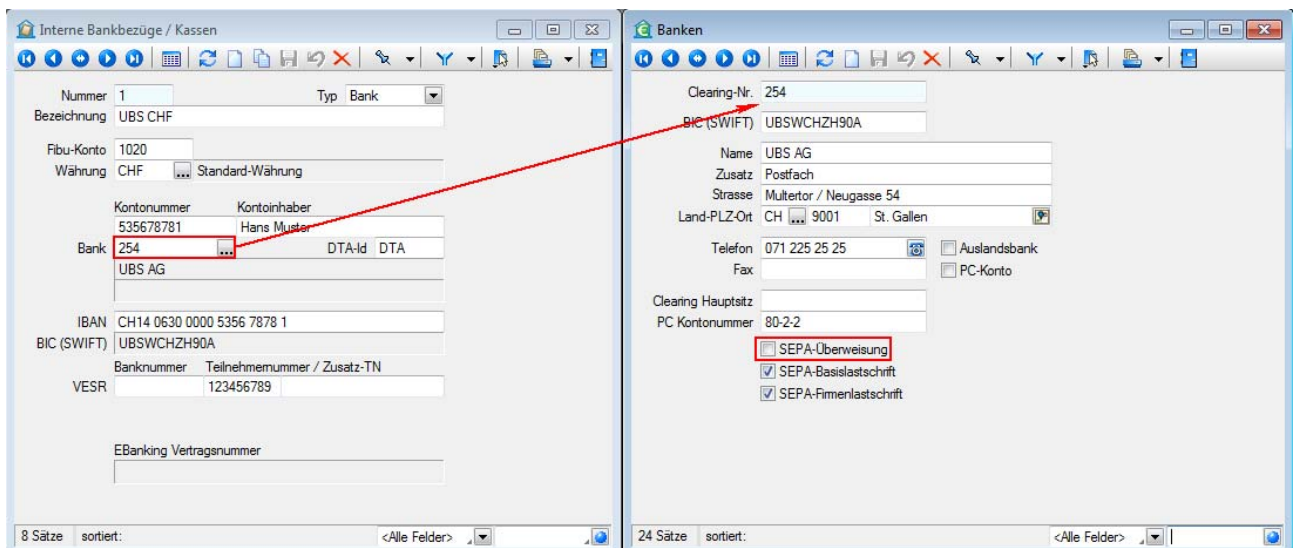 Interne Bankbezüge / Kassen
Nummer 1 Typ Bank
Bezeichnung UBS CHF
Fibu-Konto 1020
Währung CHF ... Standard-Währung
Kontonummer Kontoinhaber
535678781 Hans Muster
Bank 254 ... DTA-Id DTA
UBS AG
IBAN CH14 0630 0000 5356 7878 1
BIC (SWIFT) UBSWCHZH90A
Banknummer Teilnehmernummer / Zusatz-TN
VESR 123456789
EBanking Vertragsnummer
8 Sätze sortiert: <Alle Felder>
Banken
Clearing-Nr. 254
BIC (SWIFT) UBSWCHZH90A
Name UBS AG
Zusatz Postfach
Strasse Multertor / Neugasse 54
Land-PLZ-Ort CH ... 9001 St. Gallen
Telefon 071 225 25 25 Auslandsbank
Fax PC-Konto
Clearing Hauptsitz
PC Kontonummer 80-2-2
SEPA-Überweisung
SEPA-Basislastschrift
SEPA-Firmenlastschrift
24 Sätze sortiert: <Alle Felder>